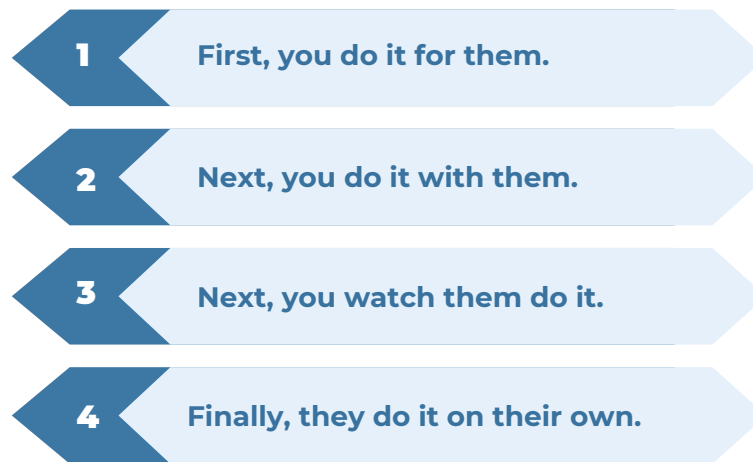 1 First, you do it for them.
2 Next, you do it with them.
3 Next, you watch them do it.
4 Finally, they do it on their own.